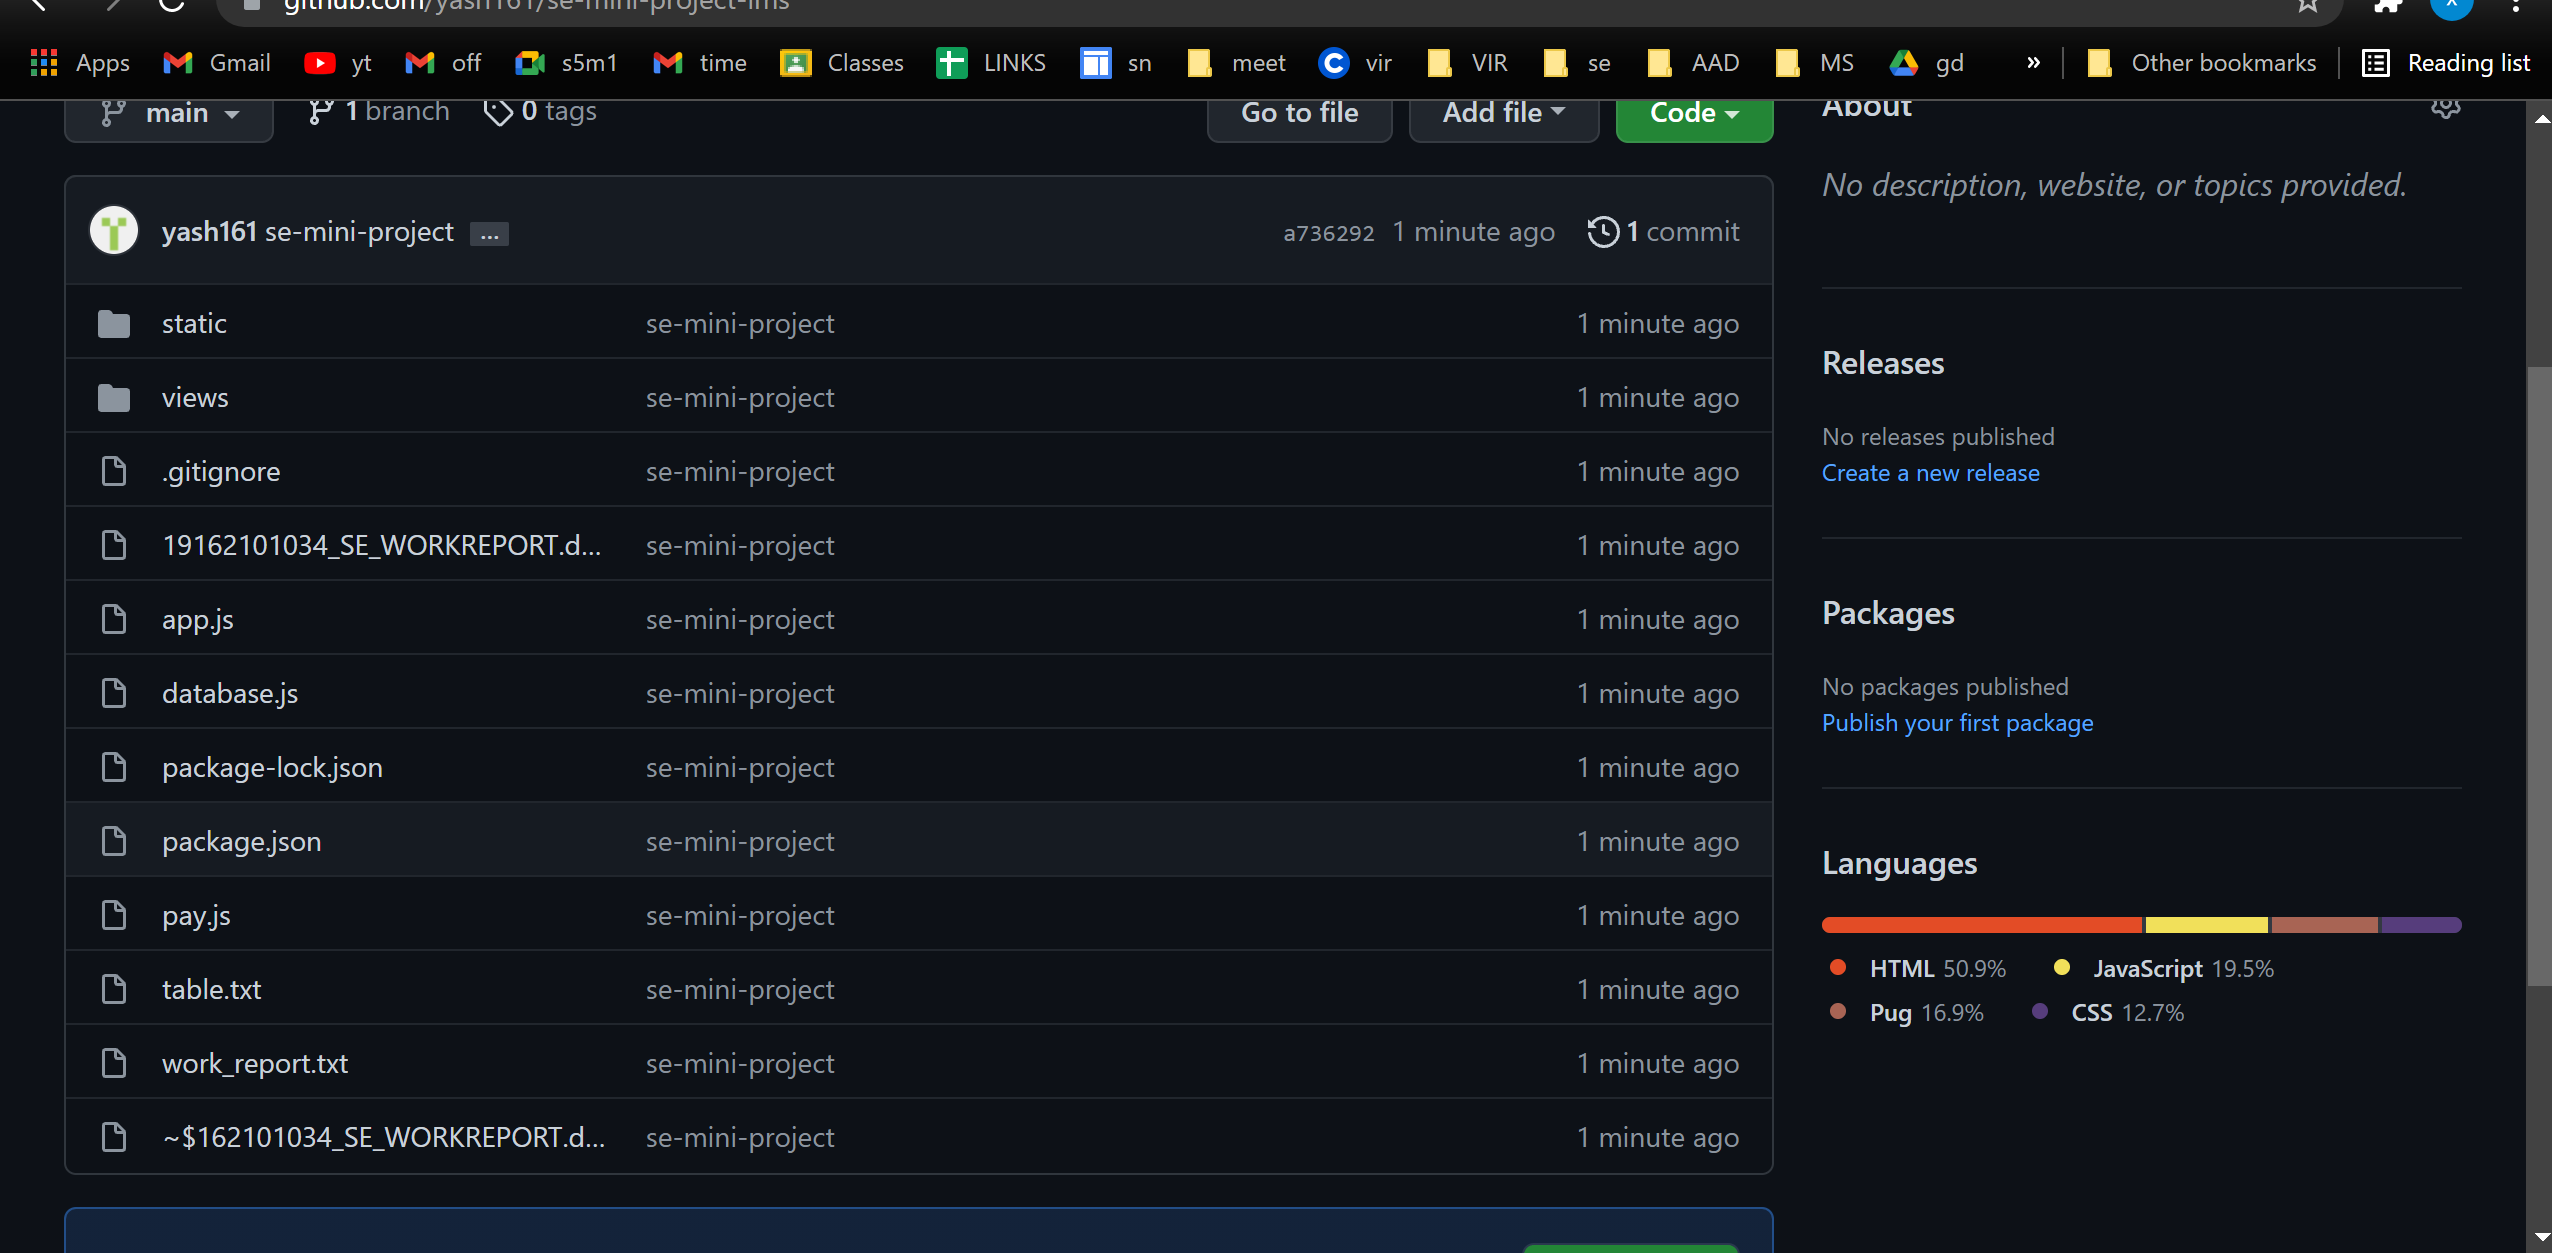 github.com/yash161/se-mini-project-lms
Apps Gmail yt off s5m1 time Classes LINKS sn meet vir VIR se AAD MS gd » Other bookmarks Reading list
main 1 branch 0 tags Go to file Add file Code
yash161 se-mini-project ... a736292 1 minute ago 1 commit
static se-mini-project 1 minute ago
views se-mini-project 1 minute ago
.gitignore se-mini-project 1 minute ago
19162101034_SE_WORKREPORT.d... se-mini-project 1 minute ago
app.js se-mini-project 1 minute ago
database.js se-mini-project 1 minute ago
package-lock.json se-mini-project 1 minute ago
package.json se-mini-project 1 minute ago
pay.js se-mini-project 1 minute ago
table.txt se-mini-project 1 minute ago
work_report.txt se-mini-project 1 minute ago
~$162101034_SE_WORKREPORT.d... se-mini-project 1 minute ago
About
No description, website, or topics provided.
Releases
No releases published
Create a new release
Packages
No packages published
Publish your first package
Languages
HTML 50.9% JavaScript 19.5%
Pug 16.9% CSS 12.7%